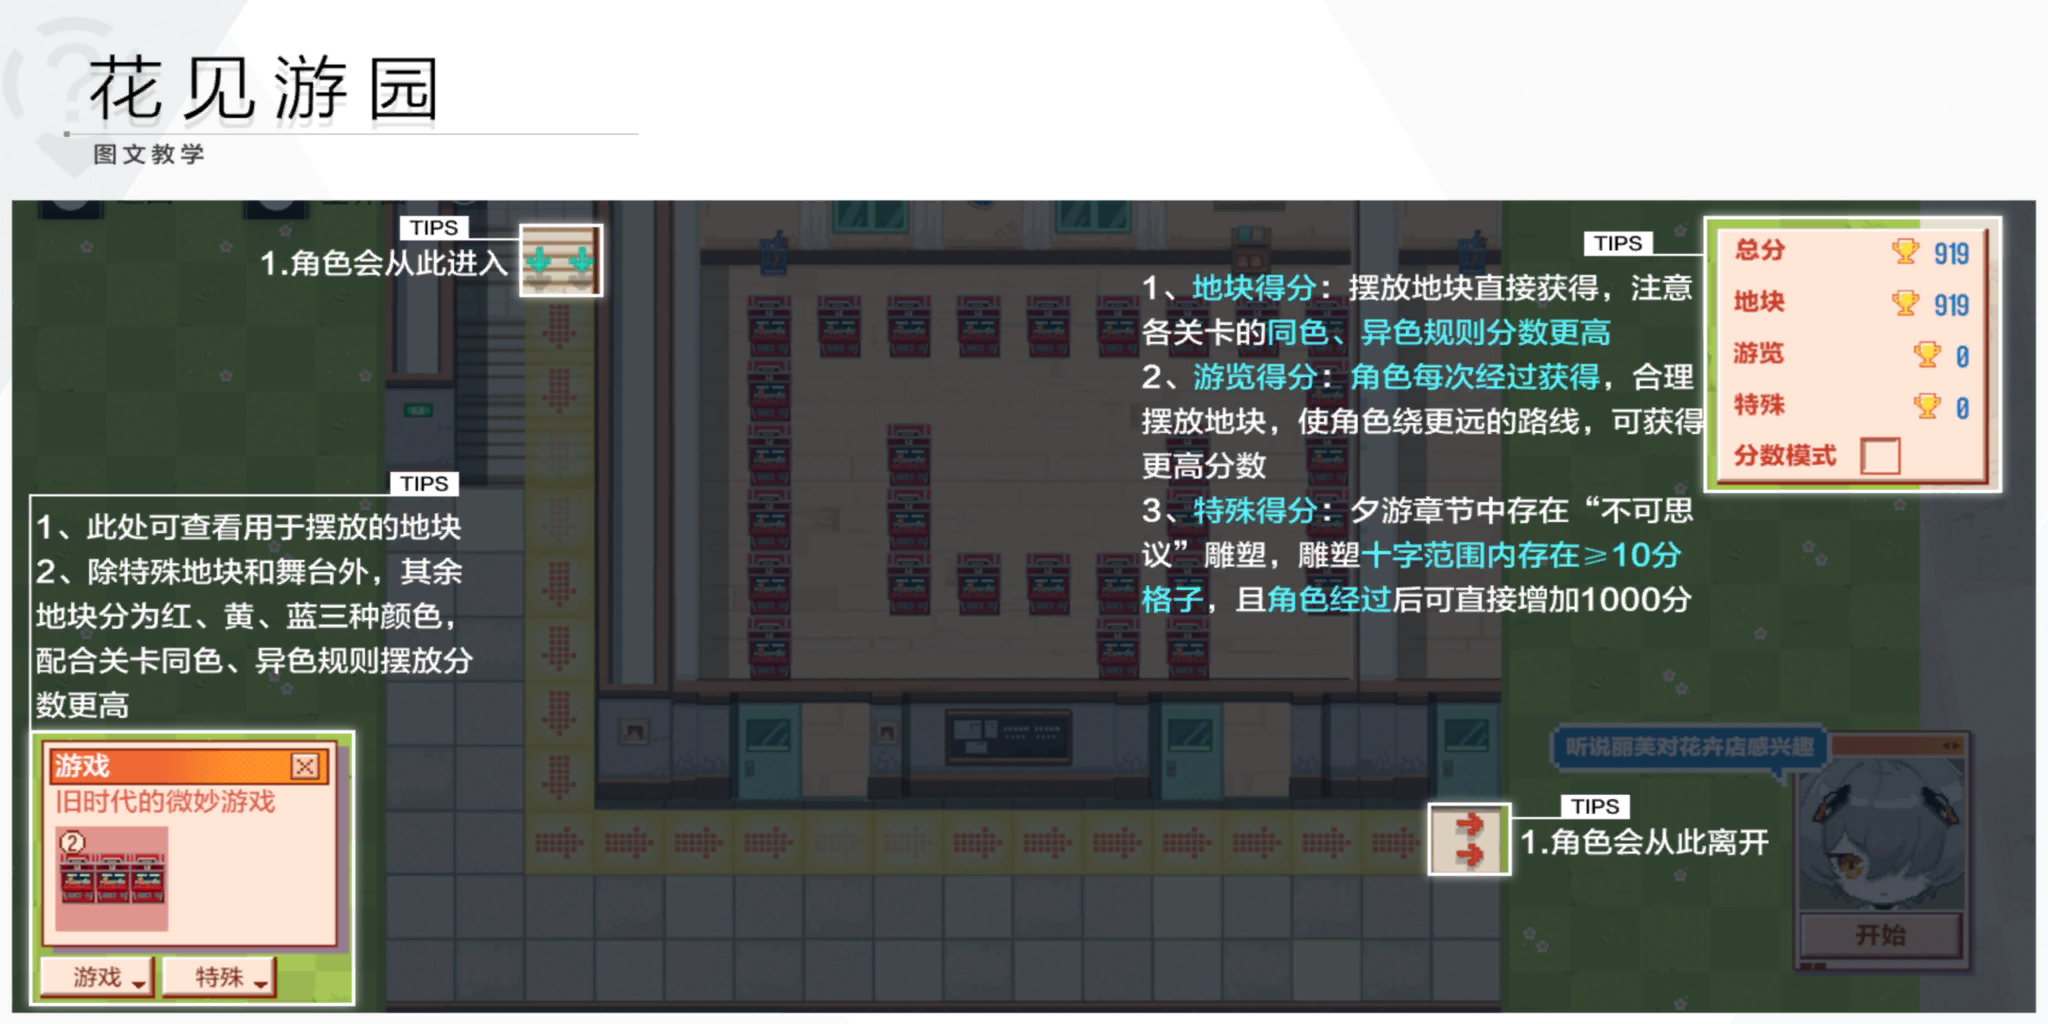 花见游园
图文教学
TIPS
1.角色会从此进入
TIPS
1、地块得分：摆放地块直接获得，注意
各关卡的同色、异色规则分数更高
2、游览得分：角色每次经过获得，合理
摆放地块，使角色绕更远的路线，可获得
更高分数
3、特殊得分：夕游章节中存在“不可思
议”雕塑，雕塑十字范围内存在≥10分
格子，且角色经过后可直接增加1000分
总分 919
地块 919
游览 0
特殊 0
分数模式
TIPS
1、此处可查看用于摆放的地块
2、除特殊地块和舞台外，其余
地块分为红、黄、蓝三种颜色，
配合关卡同色、异色规则摆放分
数更高
游戏
旧时代的微妙游戏
2
游戏
特殊
听说丽芙对花卉店感兴趣
TIPS
1.角色会从此离开
开始